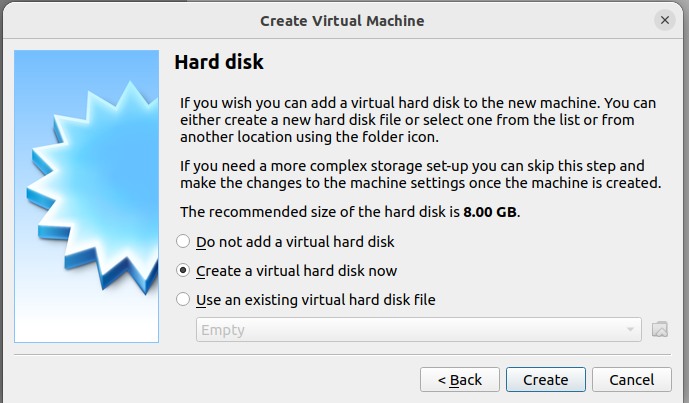 Create Virtual Machine
Hard disk
If you wish you can add a virtual hard disk to the new machine. You can
either create a new hard disk file or select one from the list or from
another location using the folder icon.
If you need a more complex storage set-up you can skip this step and
make the changes to the machine settings once the machine is created.
The recommended size of the hard disk is 8.00 GB.
Do not add a virtual hard disk
Create a virtual hard disk now
Use an existing virtual hard disk file
Empty
< Back Create Cancel